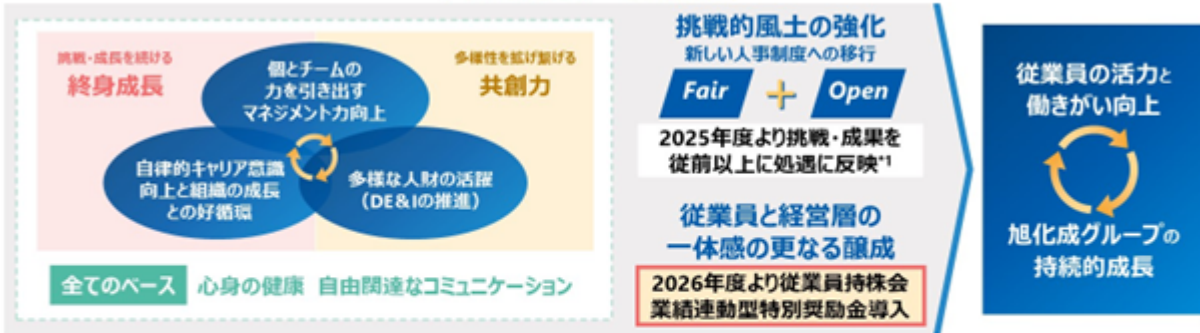 挑戦・成長を続ける
終身成長
多様性を拡げ繋げる
共創力
個とチームの
力を引き出す
マネジメント力向上
自律的キャリア意識
向上と組織の成長
との好循環
多様な人財の活躍
(DE&Iの推進)
全てのベース 心身の健康 自由闊達なコミュニケーション
挑戦的風土の強化
新しい人事制度への移行
Fair + Open
2025年度より挑戦・成果を
従前以上に処遇に反映*1
従業員と経営層の
一体感の更なる醸成
2026年度より従業員持株会
業績連動型特別奨励金導入
従業員の活力と
働きがい向上
旭化成グループの
持続的成長